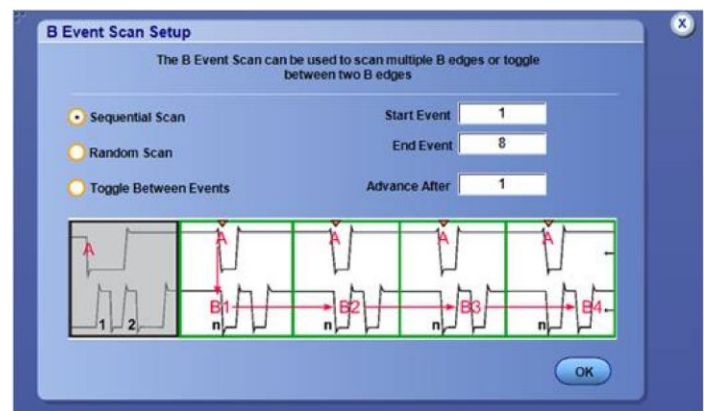 B Event Scan Setup
X
The B Event Scan can be used to scan multiple B edges or toggle
between two B edges
Sequential Scan
Start Event 1
Random Scan
End Event 8
Toggle Between Events
Advance After 1
A A A A A
B1 B2 B3 B4
1 2 n n n n
OK